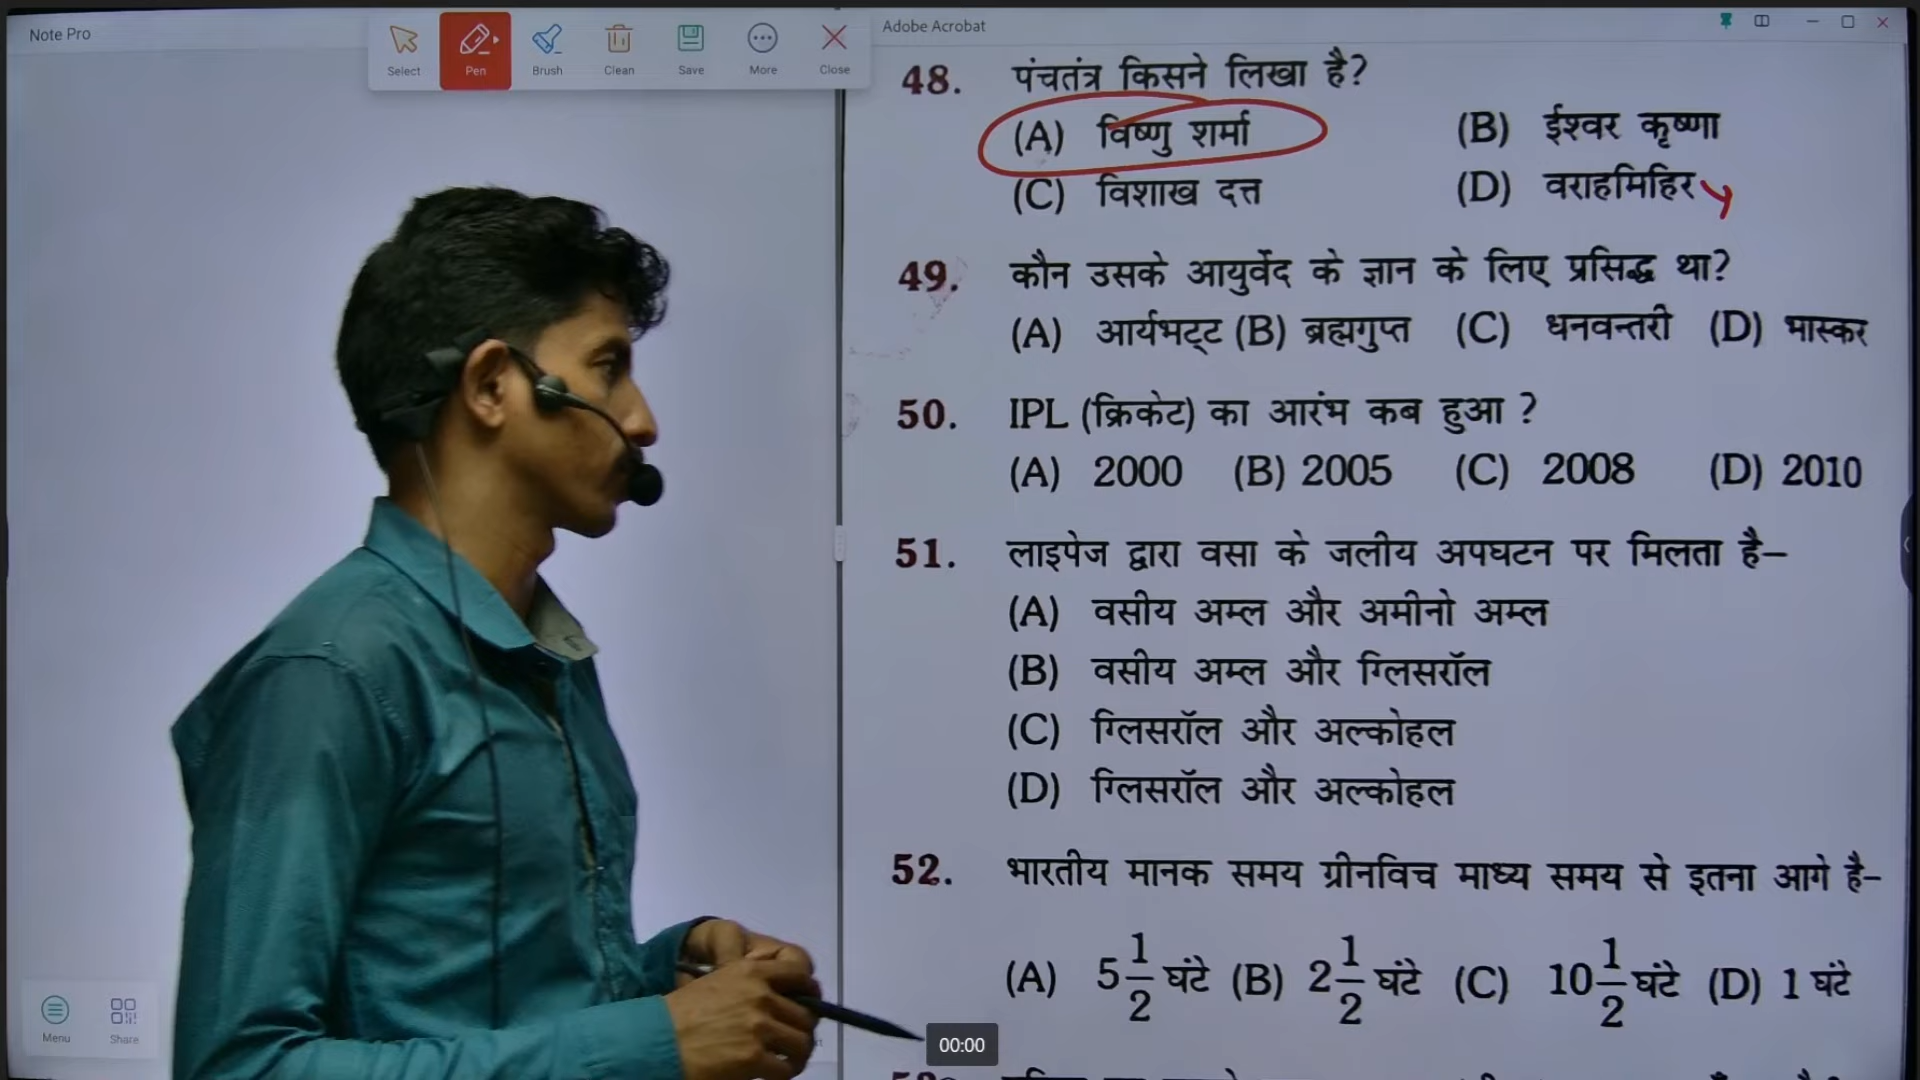 Note Pro
Select
Pen
Brush
Clean
Save
More
Close
Adobe Acrobat
48. पंचतंत्र किसने लिखा है?
(A) विष्णु शर्मा (B) ईश्वर कृष्णा
(C) विशाख दत्त (D) वराहमिहिर
49. कौन उसके आयुर्वेद के ज्ञान के लिए प्रसिद्ध था?
(A) आर्यभट्ट (B) ब्रह्मगुप्त (C) धनवन्तरी (D) भास्कर
50. IPL (क्रिकेट) का आरंभ कब हुआ ?
(A) 2000 (B) 2005 (C) 2008 (D) 2010
51. लाइपेज द्वारा वसा के जलीय अपघटन पर मिलता है–
(A) वसीय अम्ल और अमीनो अम्ल
(B) वसीय अम्ल और ग्लिसरॉल
(C) ग्लिसरॉल और अल्कोहल
(D) ग्लिसरॉल और अल्कोहल
52. भारतीय मानक समय ग्रीनविच माध्य समय से इतना आगे है–
(A) 5 1/2 घंटे (B) 2 1/2 घंटे (C) 10 1/2 घंटे (D) 1 घंटे
Menu
Share
00:00